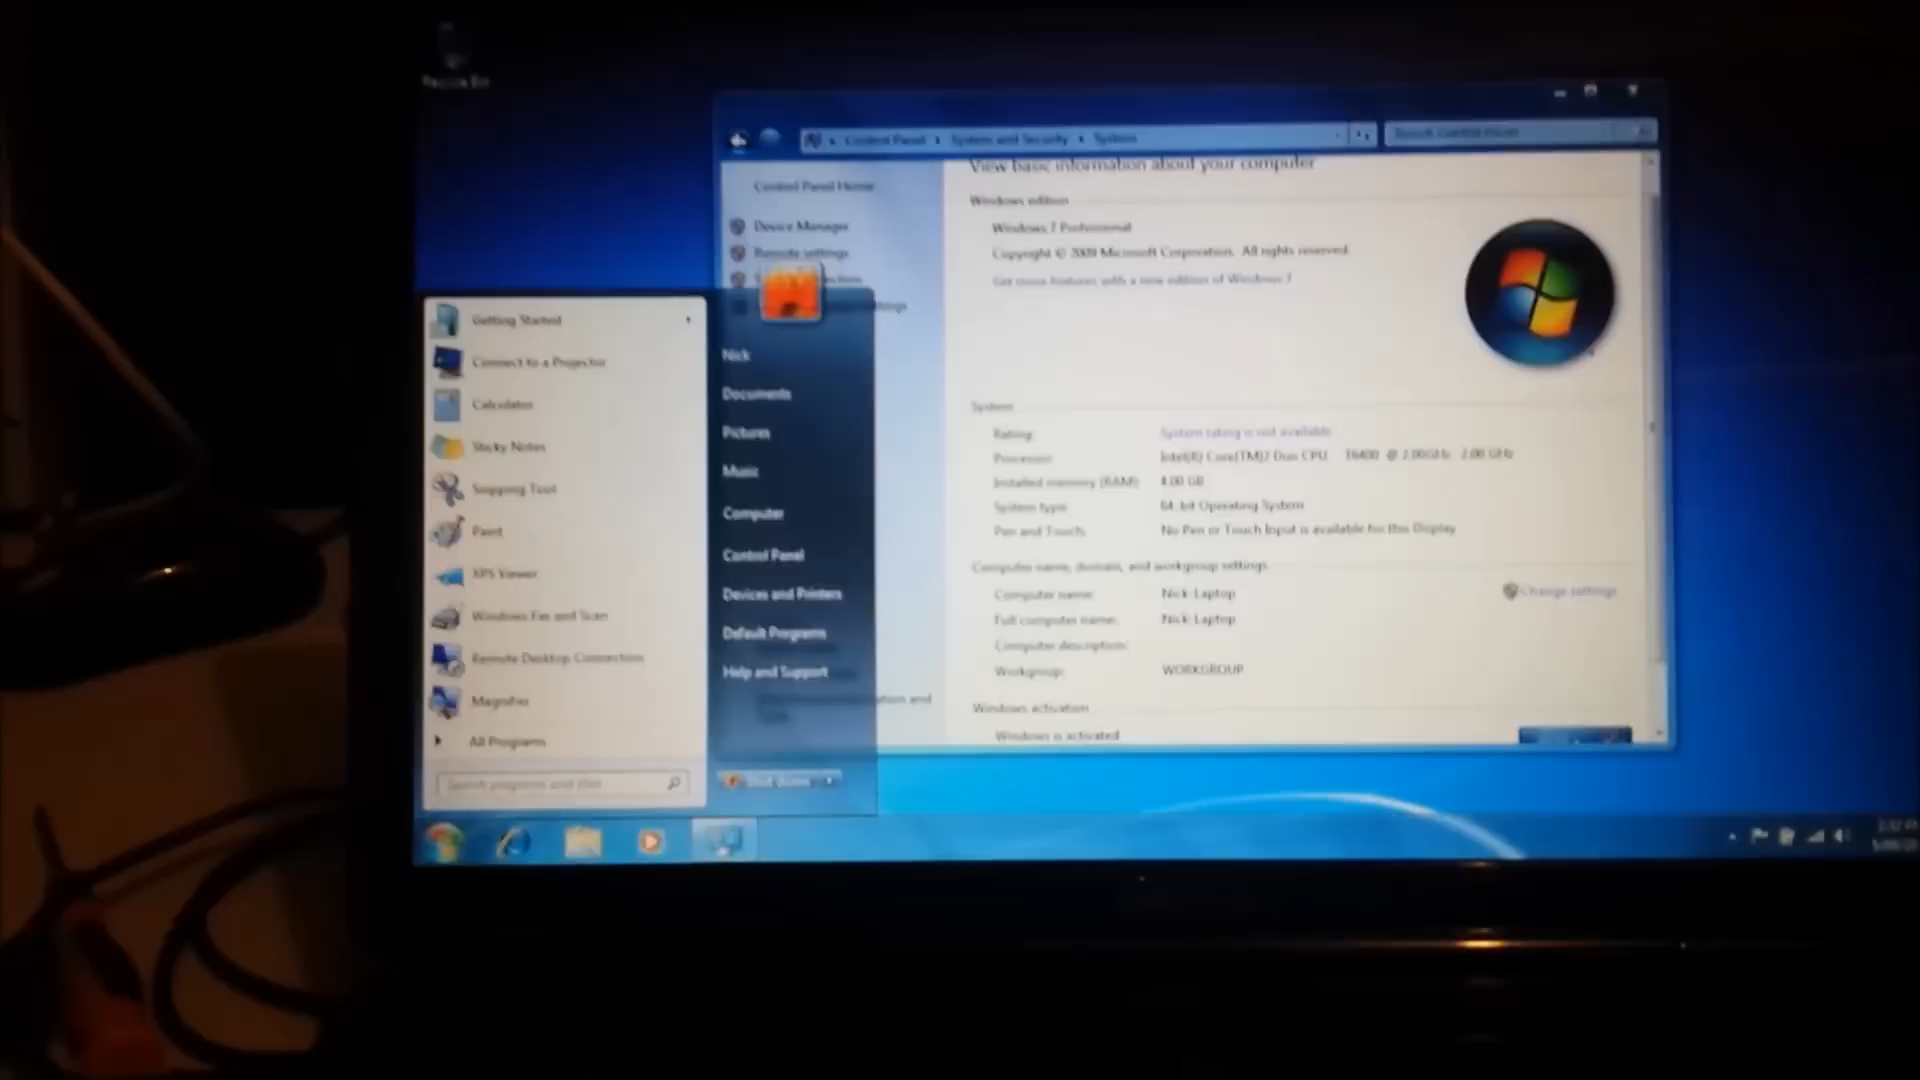 Recycle Bin
Control Panel
System and Security
System
Search Control Panel
View basic information about your computer
Control Panel Home
Windows edition
Device Manager
Windows 7 Professional
Remote settings
Copyright © 2009 Microsoft Corporation. All rights reserved.
Get more features with a new edition of Windows 7
Getting Started
Connect to a Projector
Calculator
Sticky Notes
Snipping Tool
Paint
XPS Viewer
Windows Fax and Scan
Remote Desktop Connection
Magnifier
All Programs
Search programs and files
Nick
Documents
Pictures
Music
Computer
Control Panel
Devices and Printers
Default Programs
Help and Support
Shut down
System
Rating: System rating is not available
Processor: Intel(R) Core(TM)2 Duo CPU @ 2.00GHz 2.00 GHz
Installed memory (RAM): 4.00 GB
System type: 64-bit Operating System
Pen and Touch: No Pen or Touch Input is available for this Display
Computer name, domain, and workgroup settings
Computer name: Nick-Laptop
Change settings
Full computer name: Nick-Laptop
Computer description:
Workgroup: WORKGROUP
Windows activation
Windows is activated